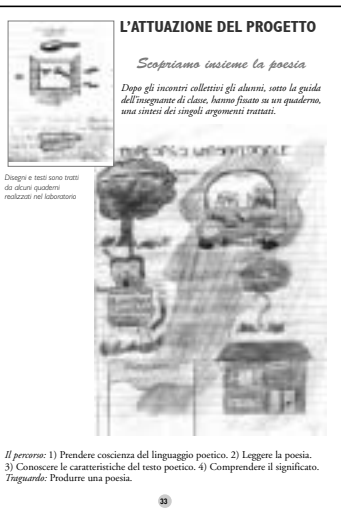 L'ATTUAZIONE DEL PROGETTO
Scopriamo insieme la poesia
Dopo gli incontri collettivi gli alunni, sotto la guida
dell'insegnante di classe, hanno fissato su un quaderno,
una sintesi dei singoli argomenti trattati.
Disegni e testi sono tratti
da alcuni quaderni
realizzati nel laboratorio
Il percorso: 1) Prendere coscienza del linguaggio poetico. 2) Leggere la poesia.
3) Conoscere le caratteristiche del testo poetico. 4) Comprendere il significato.
Traguardo: Produrre una poesia.
33